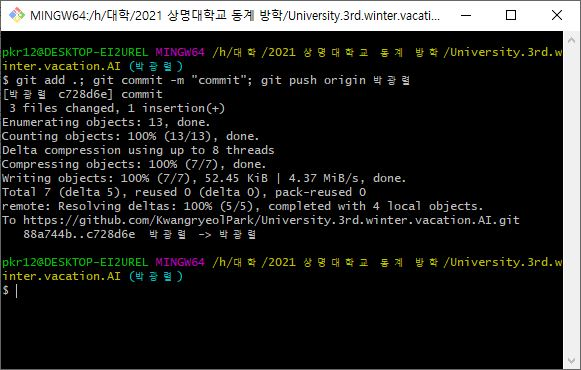 MINGW64:/h/대학/2021 상명대학교 동계 방학/University.3rd.winter.vacati...
pkr12@DESKTOP-EI2UREL MINGW64 /h/대학/2021 상명대학교 동계 방학/University.3rd.w
inter.vacation.AI (박광렬)
$ git add .; git commit -m "commit"; git push origin 박광렬
[박광렬 c728d6e] commit
 3 files changed, 1 insertion(+)
Enumerating objects: 13, done.
Counting objects: 100% (13/13), done.
Delta compression using up to 8 threads
Compressing objects: 100% (7/7), done.
Writing objects: 100% (7/7), 52.45 KiB | 4.37 MiB/s, done.
Total 7 (delta 5), reused 0 (delta 0), pack-reused 0
remote: Resolving deltas: 100% (5/5), completed with 4 local objects.
To https://github.com/KwangryeolPark/University.3rd.winter.vacation.AI.git
   88a744b..c728d6e  박광렬 -> 박광렬
pkr12@DESKTOP-EI2UREL MINGW64 /h/대학/2021 상명대학교 동계 방학/University.3rd.w
inter.vacation.AI (박광렬)
$